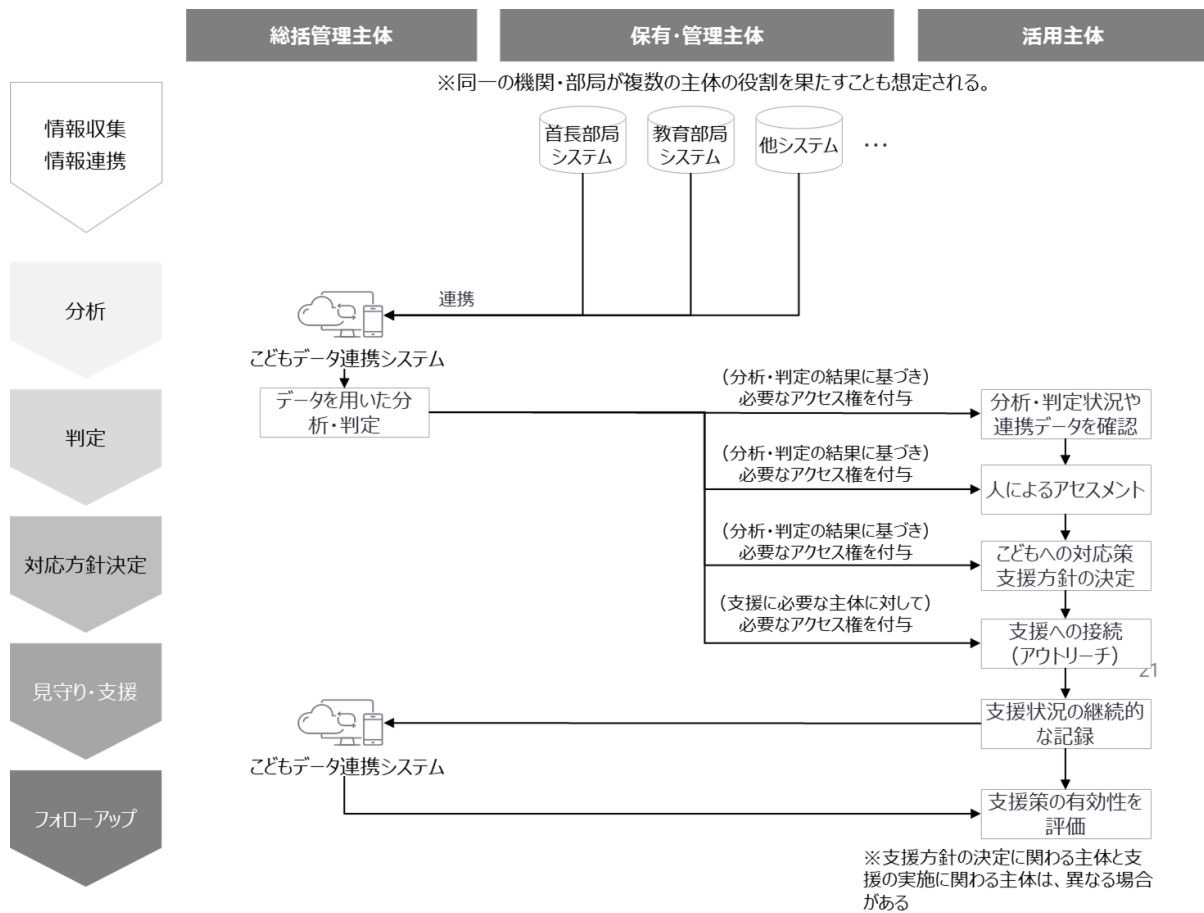 総括管理主体
保有・管理主体
活用主体
※同一の機関・部局が複数の主体の役割を果たすことも想定される。
情報収集
情報連携
首長部局
システム
教育部局
システム
他システム
…
分析
連携
こどもデータ連携システム
判定
データを用いた分
析・判定
(分析・判定の結果に基づき)
必要なアクセス権を付与
分析・判定状況や
連携データを確認
(分析・判定の結果に基づき)
必要なアクセス権を付与
人によるアセスメント
対応方針決定
(分析・判定の結果に基づき)
必要なアクセス権を付与
こどもへの対応策
支援方針の決定
(支援に必要な主体に対して)
必要なアクセス権を付与
支援への接続
(アウトリーチ)
21
見守り・支援
支援状況の継続的
な記録
こどもデータ連携システム
フォローアップ
支援策の有効性を
評価
※支援方針の決定に関わる主体と支
援の実施に関わる主体は、異なる場合
がある